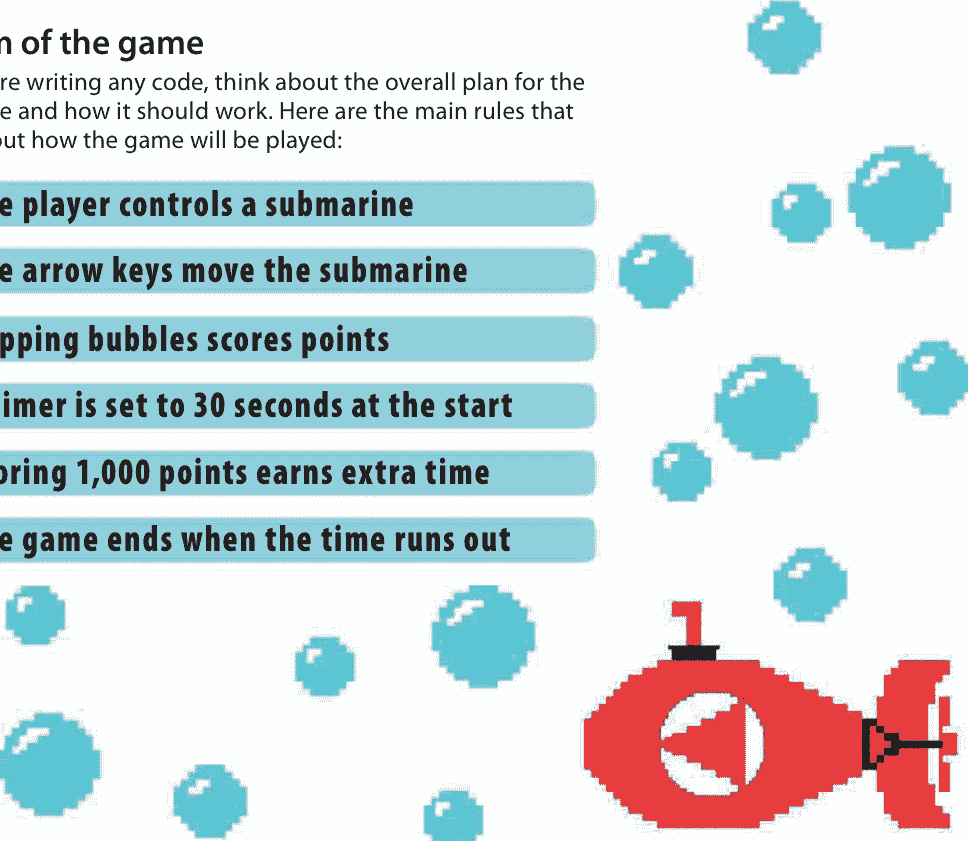 n of the game
re writing any code, think about the overall plan for the
e and how it should work. Here are the main rules that
out how the game will be played:
e player controls a submarine
e arrow keys move the submarine
pping bubbles scores points
imer is set to 30 seconds at the start
oring 1,000 points earns extra time
e game ends when the time runs out